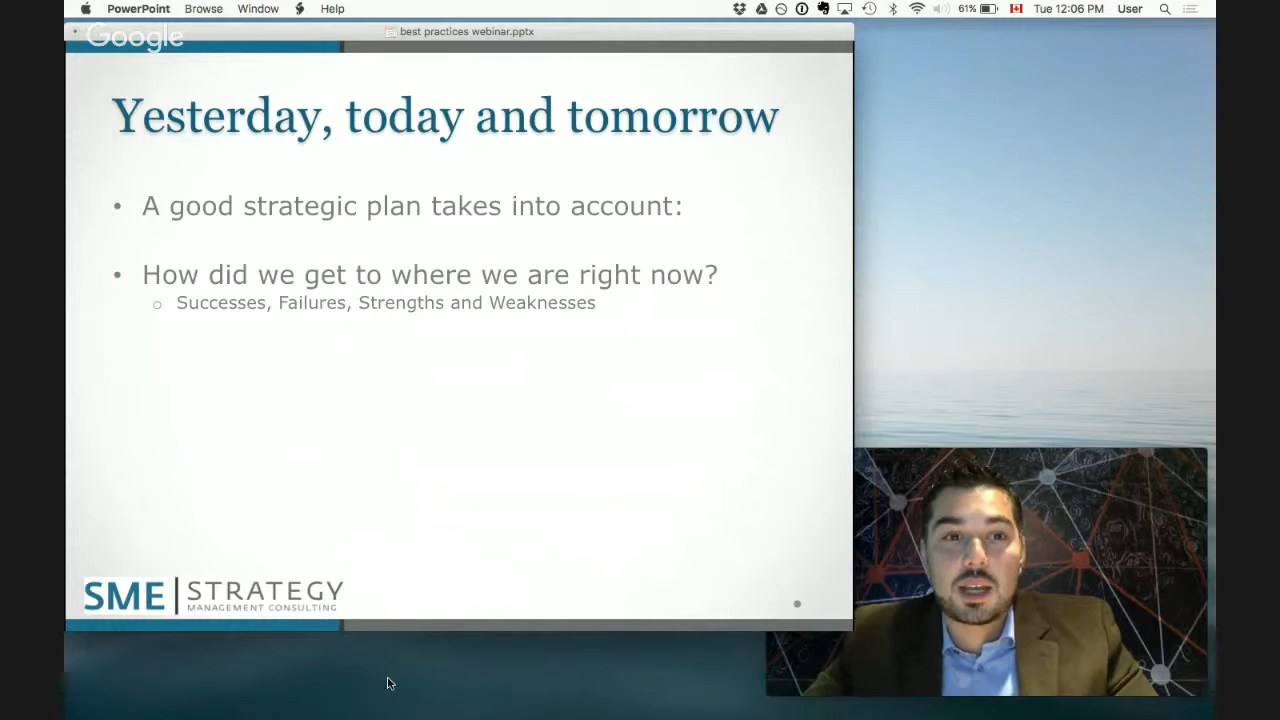 PowerPoint Browse Window Help 61% Tue 12:06 PM User
Google
best practices webinar.pptx
Yesterday, today and tomorrow
• A good strategic plan takes into account:
• How did we get to where we are right now?
○ Successes, Failures, Strengths and Weaknesses
SME | STRATEGY
MANAGEMENT CONSULTING